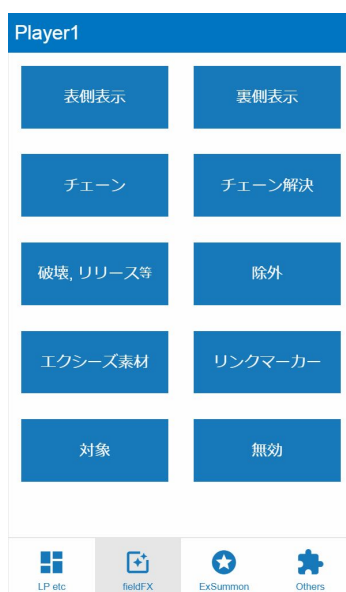 Player1
表側表示
裏側表示
チェーン
チェーン解決
破壊, リリース等
除外
エクシーズ素材
リンクマーカー
対象
無効
LP etc
fieldFX
ExSummon
Others